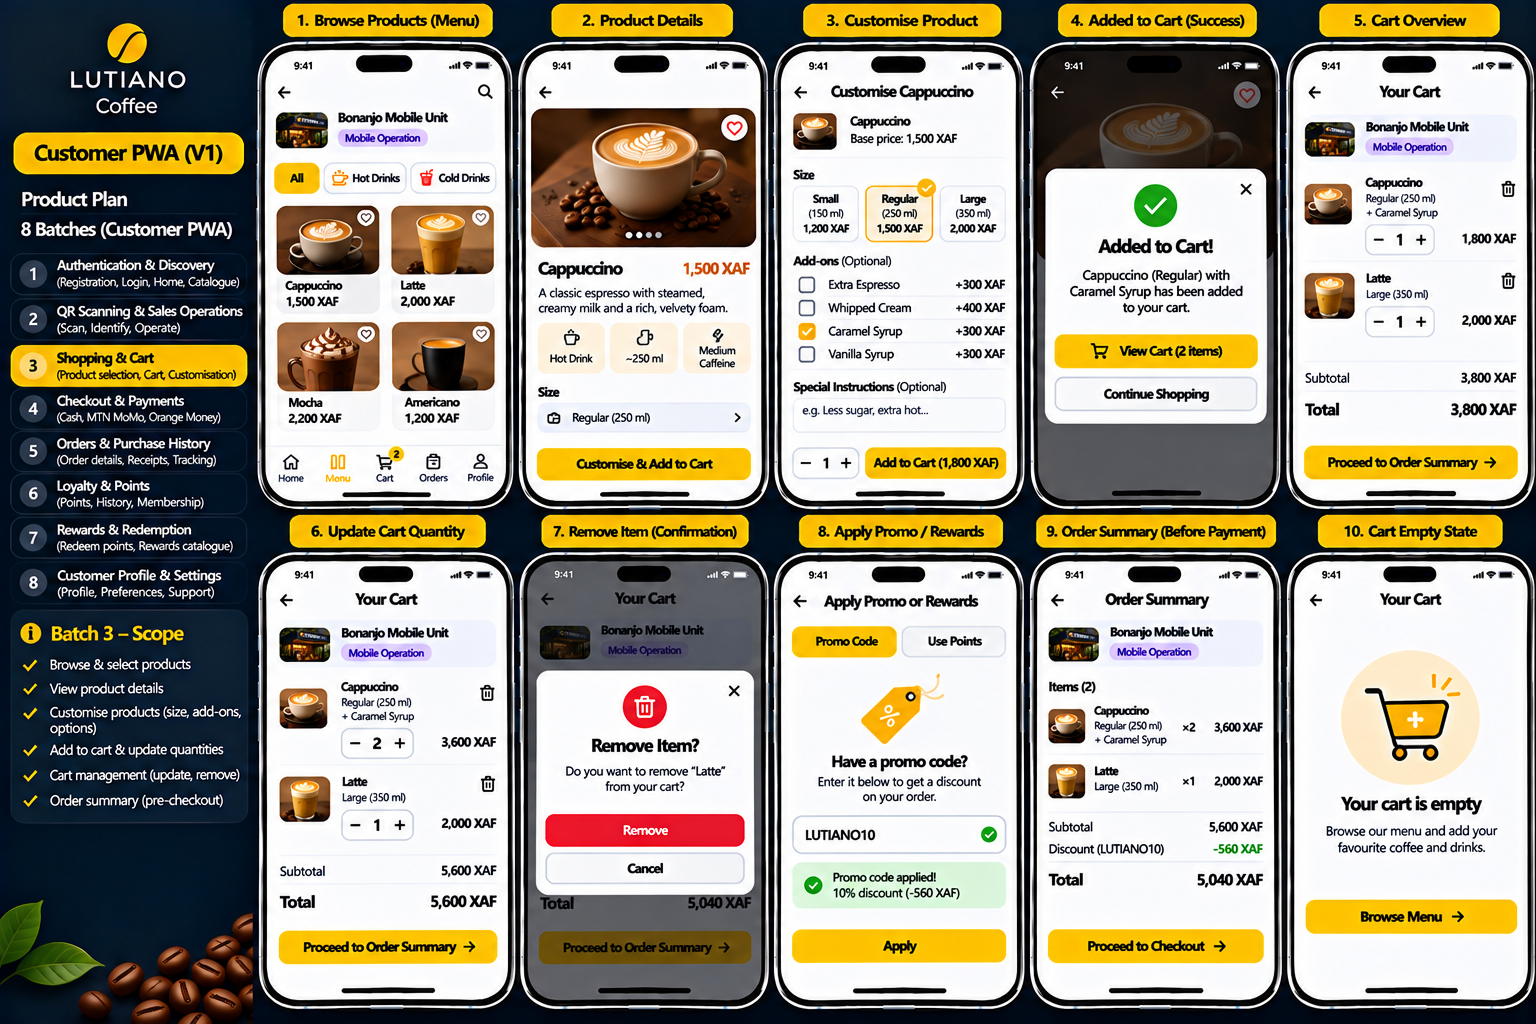 LUTIANO
Coffee
Customer PWA (V1)
Product Plan
8 Batches (Customer PWA)
1
Authentication & Discovery
(Registration, Login, Home, Catalogue)
2
QR Scanning & Sales Operations
(Scan, Identify, Operate)
3
Shopping & Cart
(Product selection, Cart, Customisation)
4
Checkout & Payments
(Cash, MTN MoMo, Orange Money)
5
Orders & Purchase History
(Order details, Receipts, Tracking)
6
Loyalty & Points
(Points, History, Membership)
7
Rewards & Redemption
(Redeem points, Rewards catalogue)
8
Customer Profile & Settings
(Profile, Preferences, Support)
i Batch 3 – Scope
Browse & select products
View product details
Customise products (size, add-ons,
options)
Add to cart & update quantities
Cart management (update, remove)
Order summary (pre-checkout)
1. Browse Products (Menu)
9:41
Bonanjo Mobile Unit
Mobile Operation
All
Hot Drinks
Cold Drinks
Cappuccino
1,500 XAF
Latte
2,000 XAF
Mocha
2,200 XAF
Americano
1,200 XAF
Home
Menu
2
Cart
Orders
Profile
2. Product Details
9:41
Cappuccino 1,500 XAF
A classic espresso with steamed,
creamy milk and a rich, velvety foam.
Hot Drink
~250 ml
Medium
Caffeine
Size
Regular (250 ml)
Customise & Add to Cart
3. Customise Product
9:41
Customise Cappuccino
Cappuccino
Base price: 1,500 XAF
Size
Small
(150 ml)
1,200 XAF
Regular
(250 ml)
1,500 XAF
Large
(350 ml)
2,000 XAF
Add-ons (Optional)
Extra Espresso +300 XAF
Whipped Cream +400 XAF
Caramel Syrup +300 XAF
Vanilla Syrup +300 XAF
Special Instructions (Optional)
e.g. Less sugar, extra hot...
− 1 +
Add to Cart (1,800 XAF)
4. Added to Cart (Success)
9:41
Added to Cart!
Cappuccino (Regular) with
Caramel Syrup has been added
to your cart.
View Cart (2 items)
Continue Shopping
5. Cart Overview
9:41
Your Cart
Bonanjo Mobile Unit
Mobile Operation
Cappuccino
Regular (250 ml)
+ Caramel Syrup
− 1 + 1,800 XAF
Latte
Large (350 ml)
− 1 + 2,000 XAF
Subtotal 3,800 XAF
Total 3,800 XAF
Proceed to Order Summary →
6. Update Cart Quantity
9:41
Your Cart
Bonanjo Mobile Unit
Mobile Operation
Cappuccino
Regular (250 ml)
+ Caramel Syrup
− 2 + 3,600 XAF
Latte
Large (350 ml)
− 1 + 2,000 XAF
Subtotal 5,600 XAF
Total 5,600 XAF
Proceed to Order Summary →
7. Remove Item (Confirmation)
9:41
Your Cart
Bonanjo Mobile Unit
Mobile Operation
Remove Item?
Do you want to remove “Latte”
from your cart?
Remove
Cancel
Total 5,040 XAF
Proceed to Order Summary →
8. Apply Promo / Rewards
9:41
Apply Promo or Rewards
Promo Code
Use Points
%
Have a promo code?
Enter it below to get a discount
on your order.
LUTIANO10
Promo code applied!
10% discount (-560 XAF)
Apply
9. Order Summary (Before Payment)
9:41
Order Summary
Bonanjo Mobile Unit
Mobile Operation
Items (2)
Cappuccino
Regular (250 ml)
+ Caramel Syrup
×2 3,600 XAF
Latte
Large (350 ml)
×1 2,000 XAF
Subtotal 5,600 XAF
Discount (LUTIANO10) -560 XAF
Total 5,040 XAF
Proceed to Checkout →
10. Cart Empty State
9:41
Your Cart
Your cart is empty
Browse our menu and add your
favourite coffee and drinks.
Browse Menu →